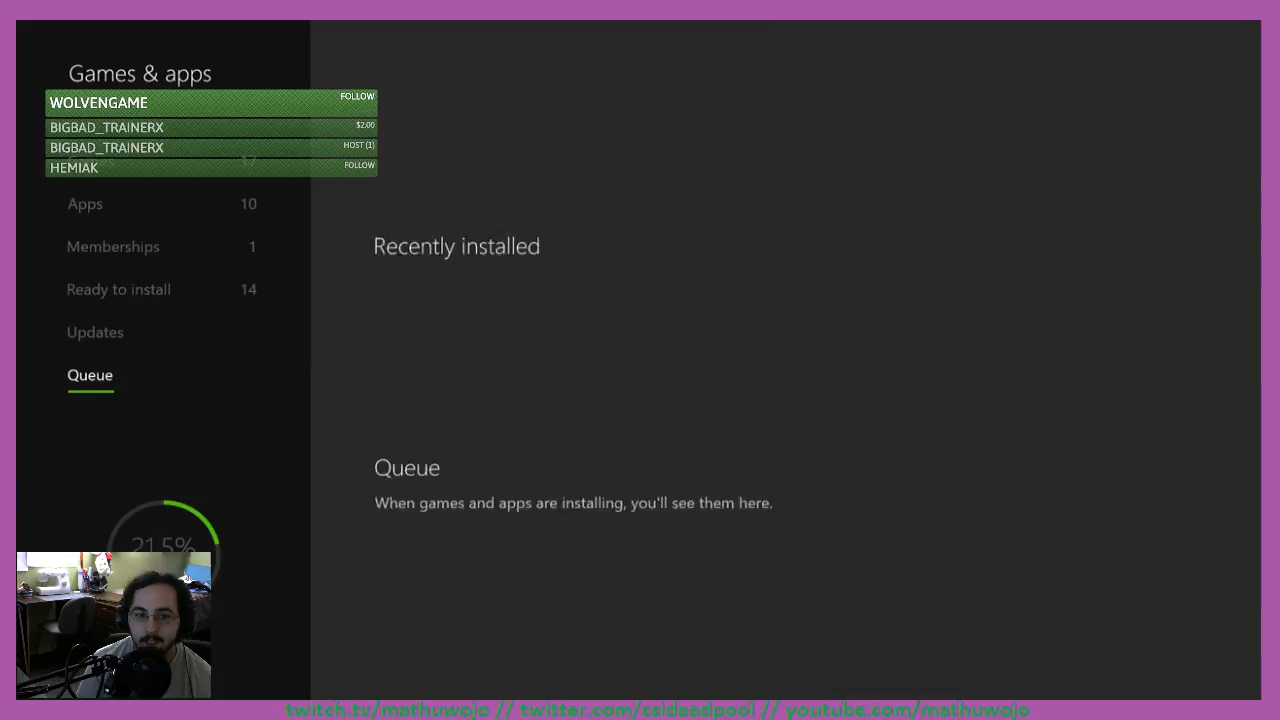 Games & apps
WOLVENGAME FOLLOW
BIGBAD_TRAINERX $2.00
BIGBAD_TRAINERX HOST (1)
HEMIAK FOLLOW
17
Apps 10
Memberships 1
Ready to install 14
Updates
Queue
21.5%
Recently installed
Queue
When games and apps are installing, you'll see them here.
twitch.tv/mathuwojo // twitter.com/csideadpool // youtube.com/mathuwojo